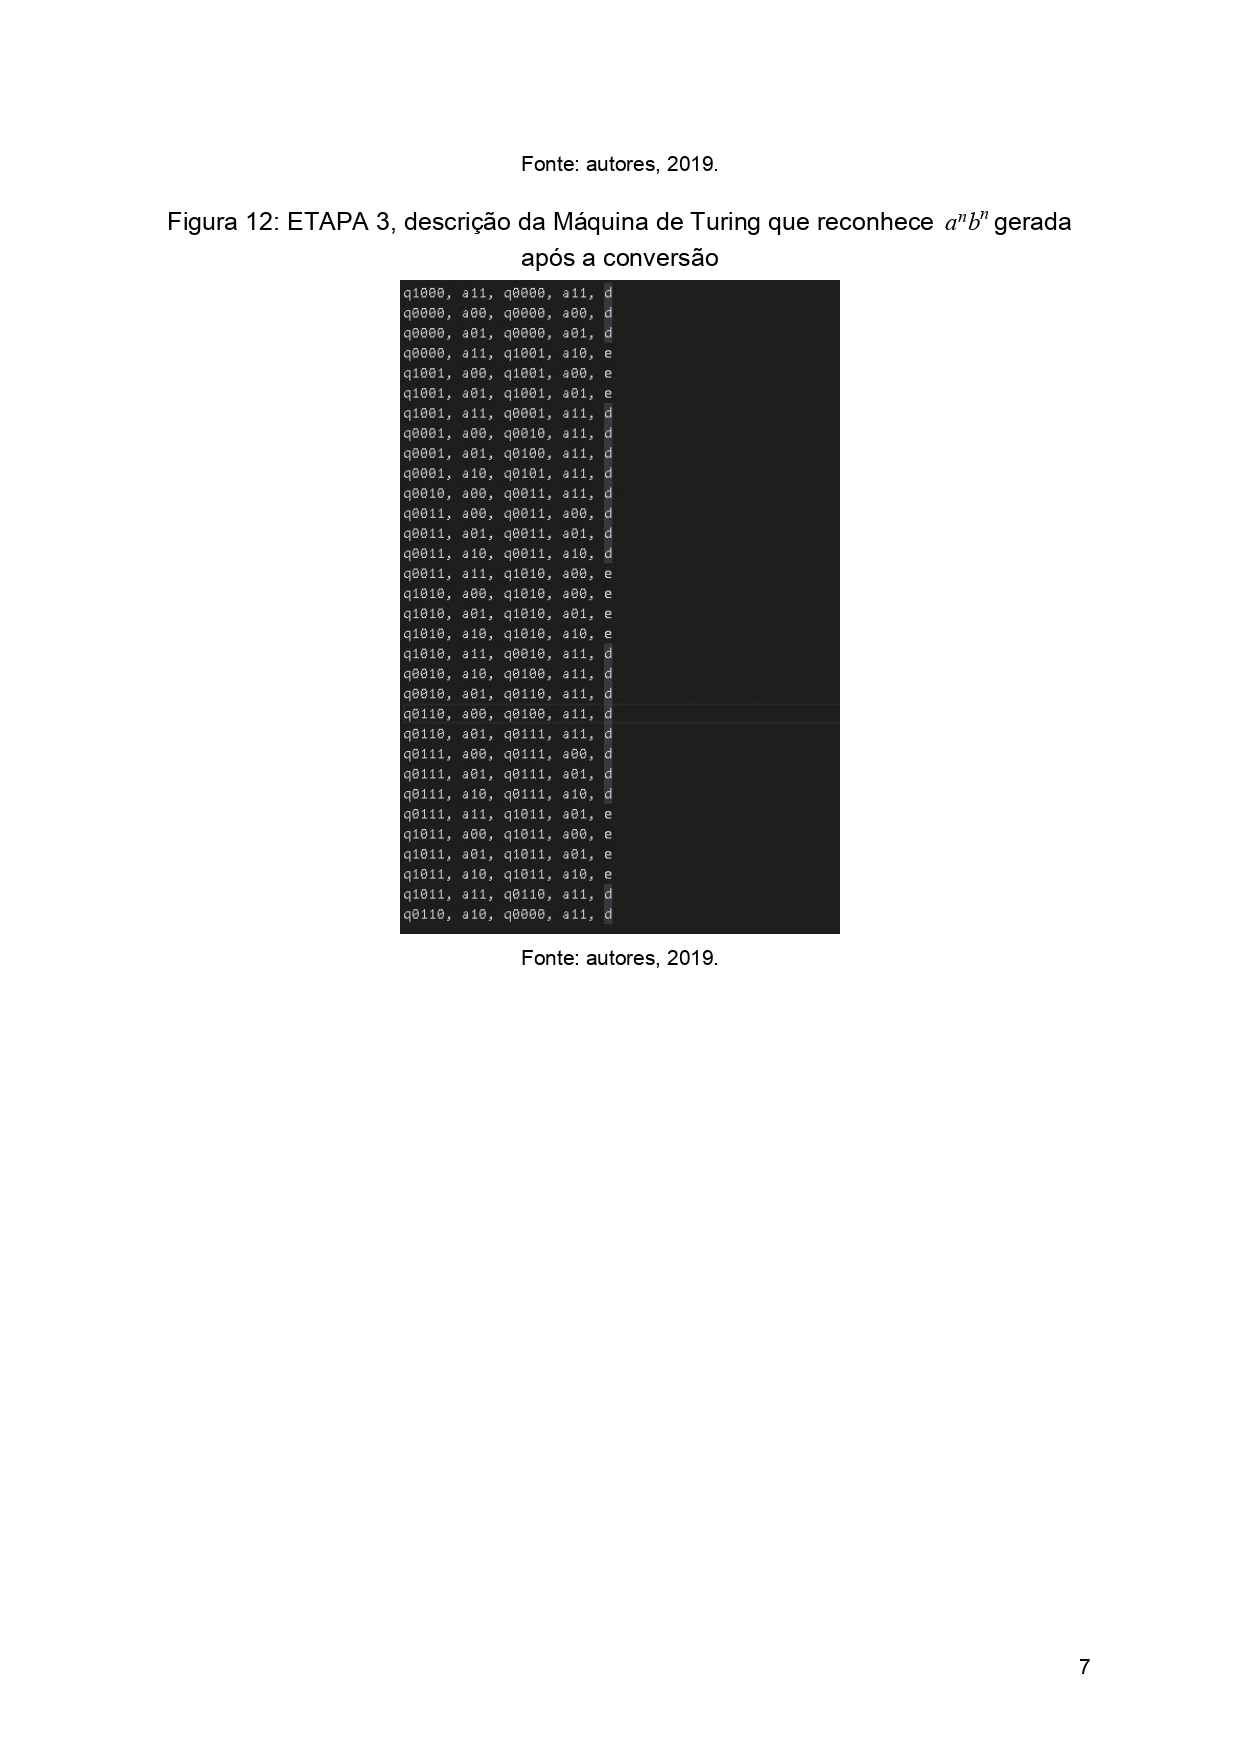 Fonte: autores, 2019.
Figura 12: ETAPA 3, descrição da Máquina de Turing que reconhece aⁿbⁿ gerada
após a conversão
q1000, a11, q0000, a11, d
q0000, a00, q0000, a00, d
q0000, a01, q0000, a01, d
q0000, a11, q1001, a10, e
q1001, a00, q1001, a00, e
q1001, a01, q1001, a01, e
q1001, a11, q0001, a11, d
q0001, a00, q0010, a11, d
q0001, a01, q0100, a11, d
q0001, a10, q0101, a11, d
q0010, a00, q0011, a11, d
q0011, a00, q0011, a00, d
q0011, a01, q0011, a01, d
q0011, a10, q0011, a10, d
q0011, a11, q1010, a00, e
q1010, a00, q1010, a00, e
q1010, a01, q1010, a01, e
q1010, a10, q1010, a10, e
q1010, a11, q0010, a11, d
q0010, a10, q0100, a11, d
q0010, a01, q0110, a11, d
q0110, a00, q0100, a11, d
q0110, a01, q0111, a11, d
q0111, a00, q0111, a00, d
q0111, a01, q0111, a01, d
q0111, a10, q0111, a10, d
q0111, a11, q1011, a01, e
q1011, a00, q1011, a00, e
q1011, a01, q1011, a01, e
q1011, a10, q1011, a10, e
q1011, a11, q0110, a11, d
q0110, a10, q0000, a11, d
Fonte: autores, 2019.
7